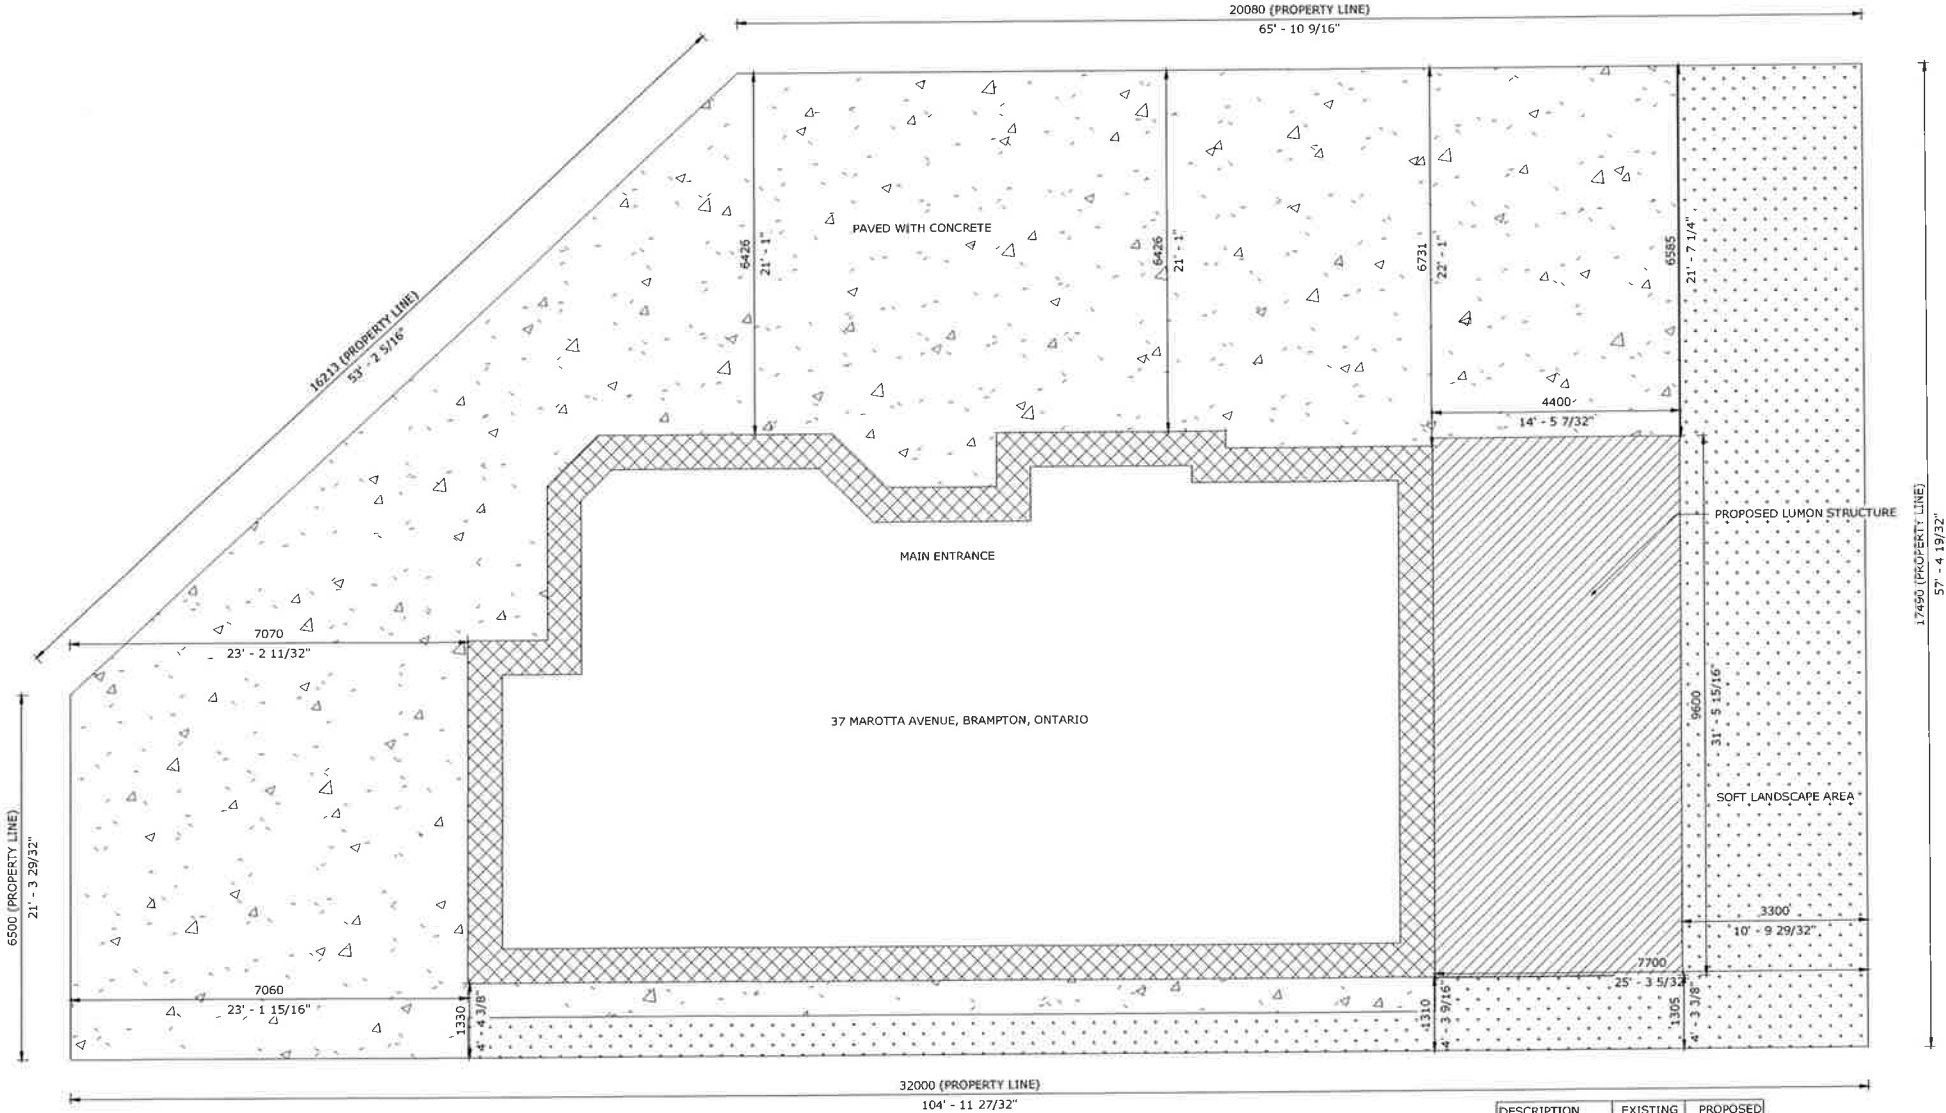 20080 (PROPERTY LINE)
65' - 10 9/16"
16213 (PROPERTY LINE)
53' - 2 5/16"
PAVED WITH CONCRETE
6426
21' - 1"
6426
21' - 1"
6731
22' - 1"
6585
21' - 7 1/4"
4400
14' - 5 7/32"
17490 (PROPERTY LINE)
57' - 4 19/32"
PROPOSED LUMON STRUCTURE
MAIN ENTRANCE
7070
23' - 2 11/32"
9600
31' - 5 15/16"
37 MAROTTA AVENUE, BRAMPTON, ONTARIO
SOFT LANDSCAPE AREA
6500 (PROPERTY LINE)
21' - 3 29/32"
3300
10' - 9 29/32"
7700
25' - 3 5/32"
7060
23' - 1 15/16"
1330
4' - 4 3/8"
1310
4' - 3 9/16"
1305
4' - 3 3/8"
32000 (PROPERTY LINE)
104' - 11 27/32"
DESCRIPTION EXISTING PROPOSED